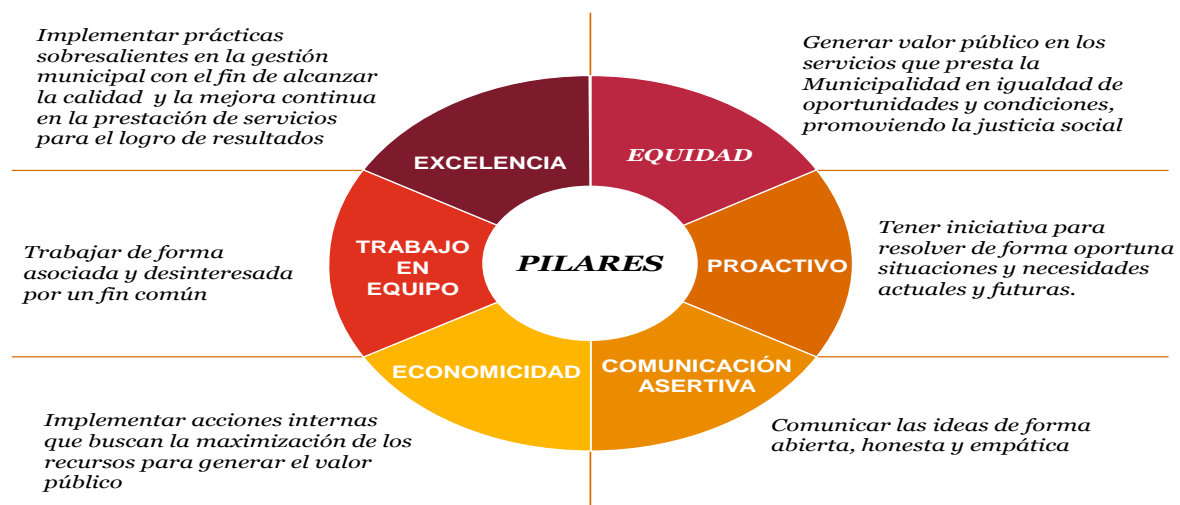 Implementar prácticas
sobresalientes en la gestión
municipal con el fin de alcanzar
la calidad y la mejora continua
en la prestación de servicios
para el logro de resultados
Generar valor público en los
servicios que presta la
Municipalidad en igualdad de
oportunidades y condiciones,
promoviendo la justicia social
EXCELENCIA
EQUIDAD
Trabajar de forma
asociada y desinteresada
por un fin común
TRABAJO
EN
EQUIPO
PILARES
PROACTIVO
Tener iniciativa para
resolver de forma oportuna
situaciones y necesidades
actuales y futuras.
ECONOMICIDAD
COMUNICACIÓN
ASERTIVA
Implementar acciones internas
que buscan la maximización de los
recursos para generar el valor
público
Comunicar las ideas de forma
abierta, honesta y empática